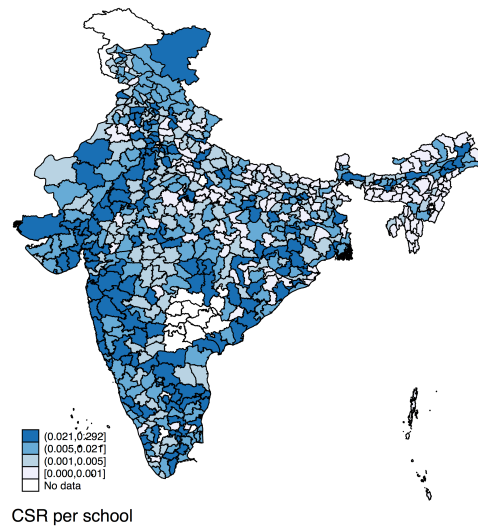 (0.021,0.292]
(0.005,0.021]
(0.001,0.005]
[0.000,0.001]
No data
CSR per school